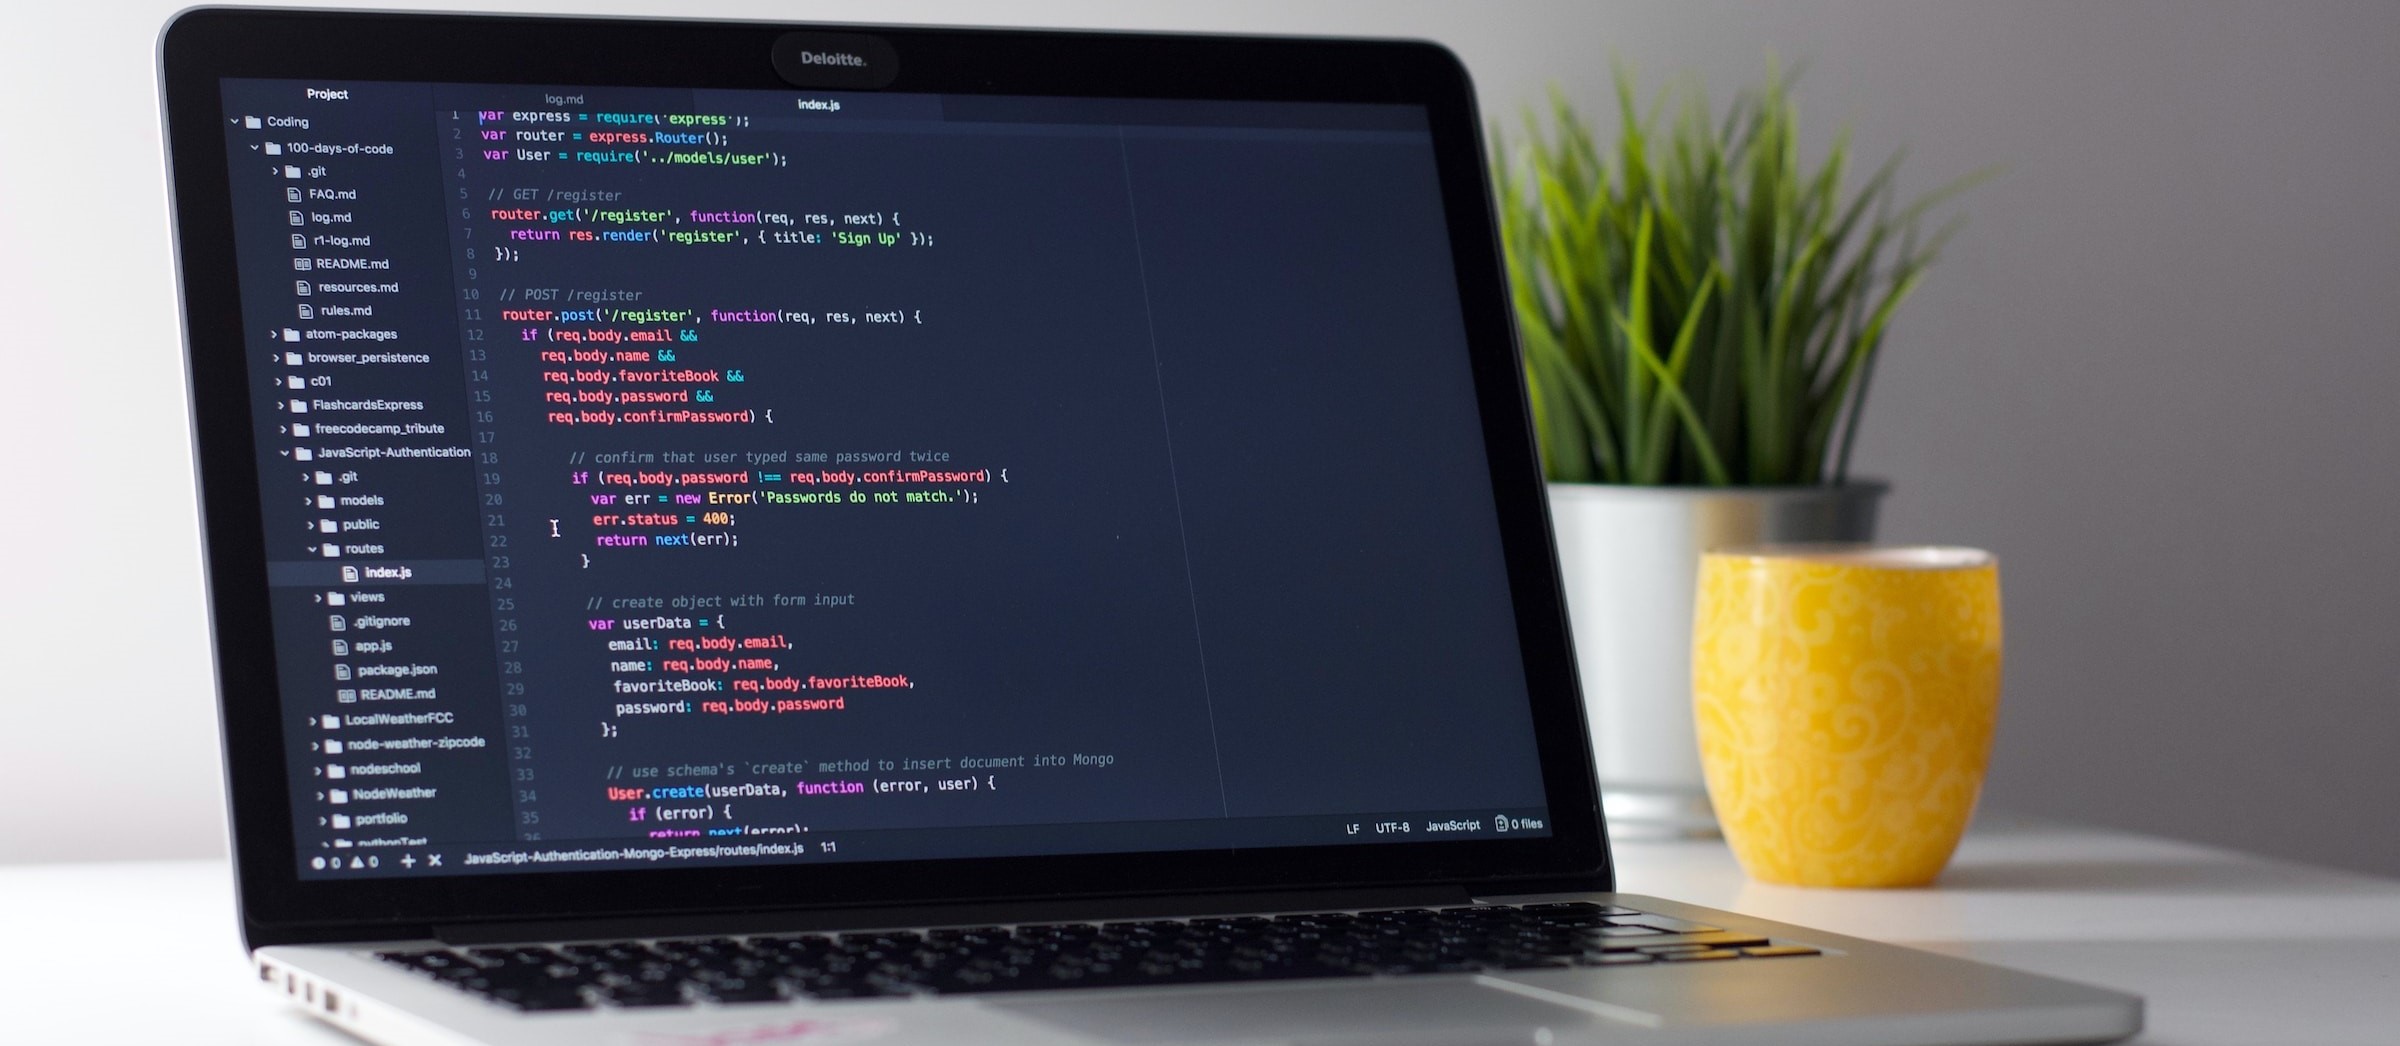 Deloitte.
Project
Coding
100-days-of-code
.git
FAQ.md
log.md
r1-log.md
README.md
resources.md
rules.md
atom-packages
browser_persistence
c01
FlashcardsExpress
freecodecamp_tribute
JavaScript-Authentication
.git
models
public
routes
index.js
views
.gitignore
app.js
package.json
README.md
LocalWeatherFCC
node-weather-zipcode
nodeschool
NodeWeather
portfolio
pythonTest
log.md
index.js
1 var express = require('express');
2 var router = express.Router();
3 var User = require('../models/user');
4
5 // GET /register
6 router.get('/register', function(req, res, next) {
7 return res.render('register', { title: 'Sign Up' });
8 });
9
10 // POST /register
11 router.post('/register', function(req, res, next) {
12 if (req.body.email &&
13 req.body.name &&
14 req.body.favoriteBook &&
15 req.body.password &&
16 req.body.confirmPassword) {
17
18 // confirm that user typed same password twice
19 if (req.body.password !== req.body.confirmPassword) {
20 var err = new Error('Passwords do not match.');
21 err.status = 400;
22 return next(err);
23 }
24
25 // create object with form input
26 var userData = {
27 email: req.body.email,
28 name: req.body.name,
29 favoriteBook: req.body.favoriteBook,
30 password: req.body.password
31 };
32
33 // use schema's `create` method to insert document into Mongo
34 User.create(userData, function (error, user) {
35 if (error) {
36 return next(error);
0 0 JavaScript-Authentication-Mongo-Express/routes/index.js 1:1 LF UTF-8 JavaScript 0 files